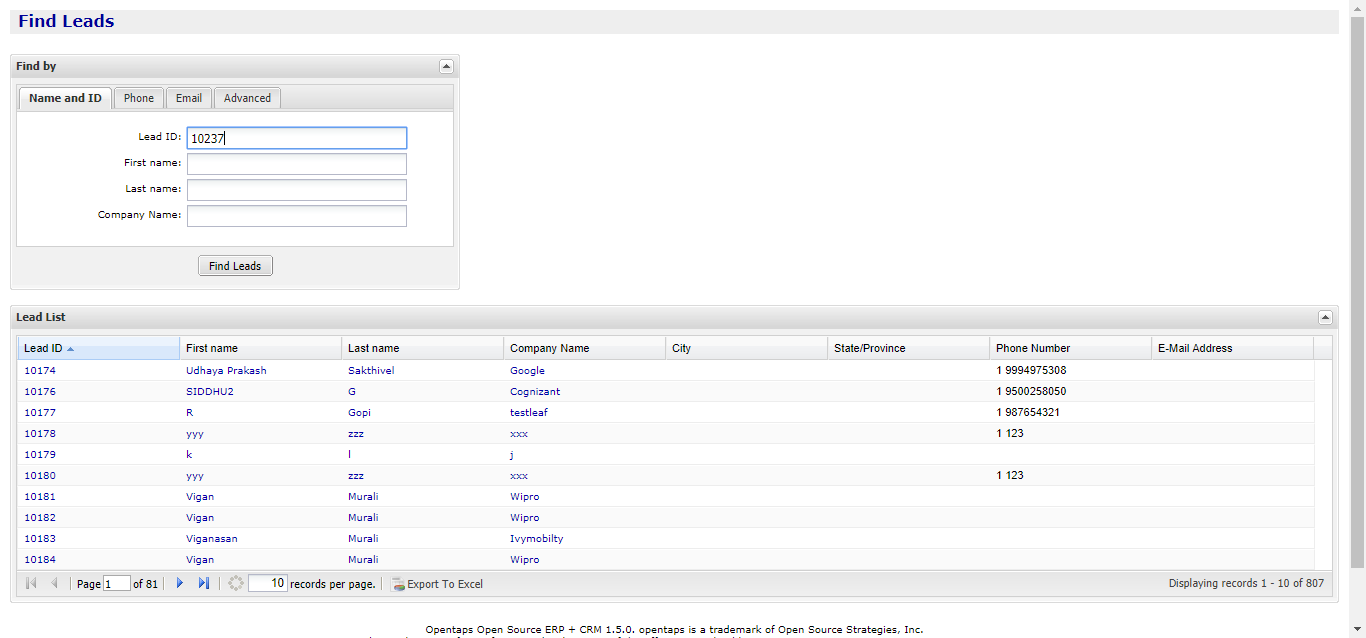 Find Leads
Find by
Name and ID Phone Email Advanced
Lead ID: 10237
First name:
Last name:
Company Name:
Find Leads
Lead List
Lead ID First name Last name Company Name City State/Province Phone Number E-Mail Address
10174 Udhaya Prakash Sakthivel Google 1 9994975308
10176 SIDDHU2 G Cognizant 1 9500258050
10177 R Gopi testleaf 1 987654321
10178 yyy zzz xxx 1 123
10179 k l j
10180 yyy zzz xxx 1 123
10181 Vigan Murali Wipro
10182 Vigan Murali Wipro
10183 Viganasan Murali Ivymobilty
10184 Vigan Murali Wipro
Page 1 of 81 10 records per page. Export To Excel Displaying records 1 - 10 of 807
Opentaps Open Source ERP + CRM 1.5.0. opentaps is a trademark of Open Source Strategies, Inc.